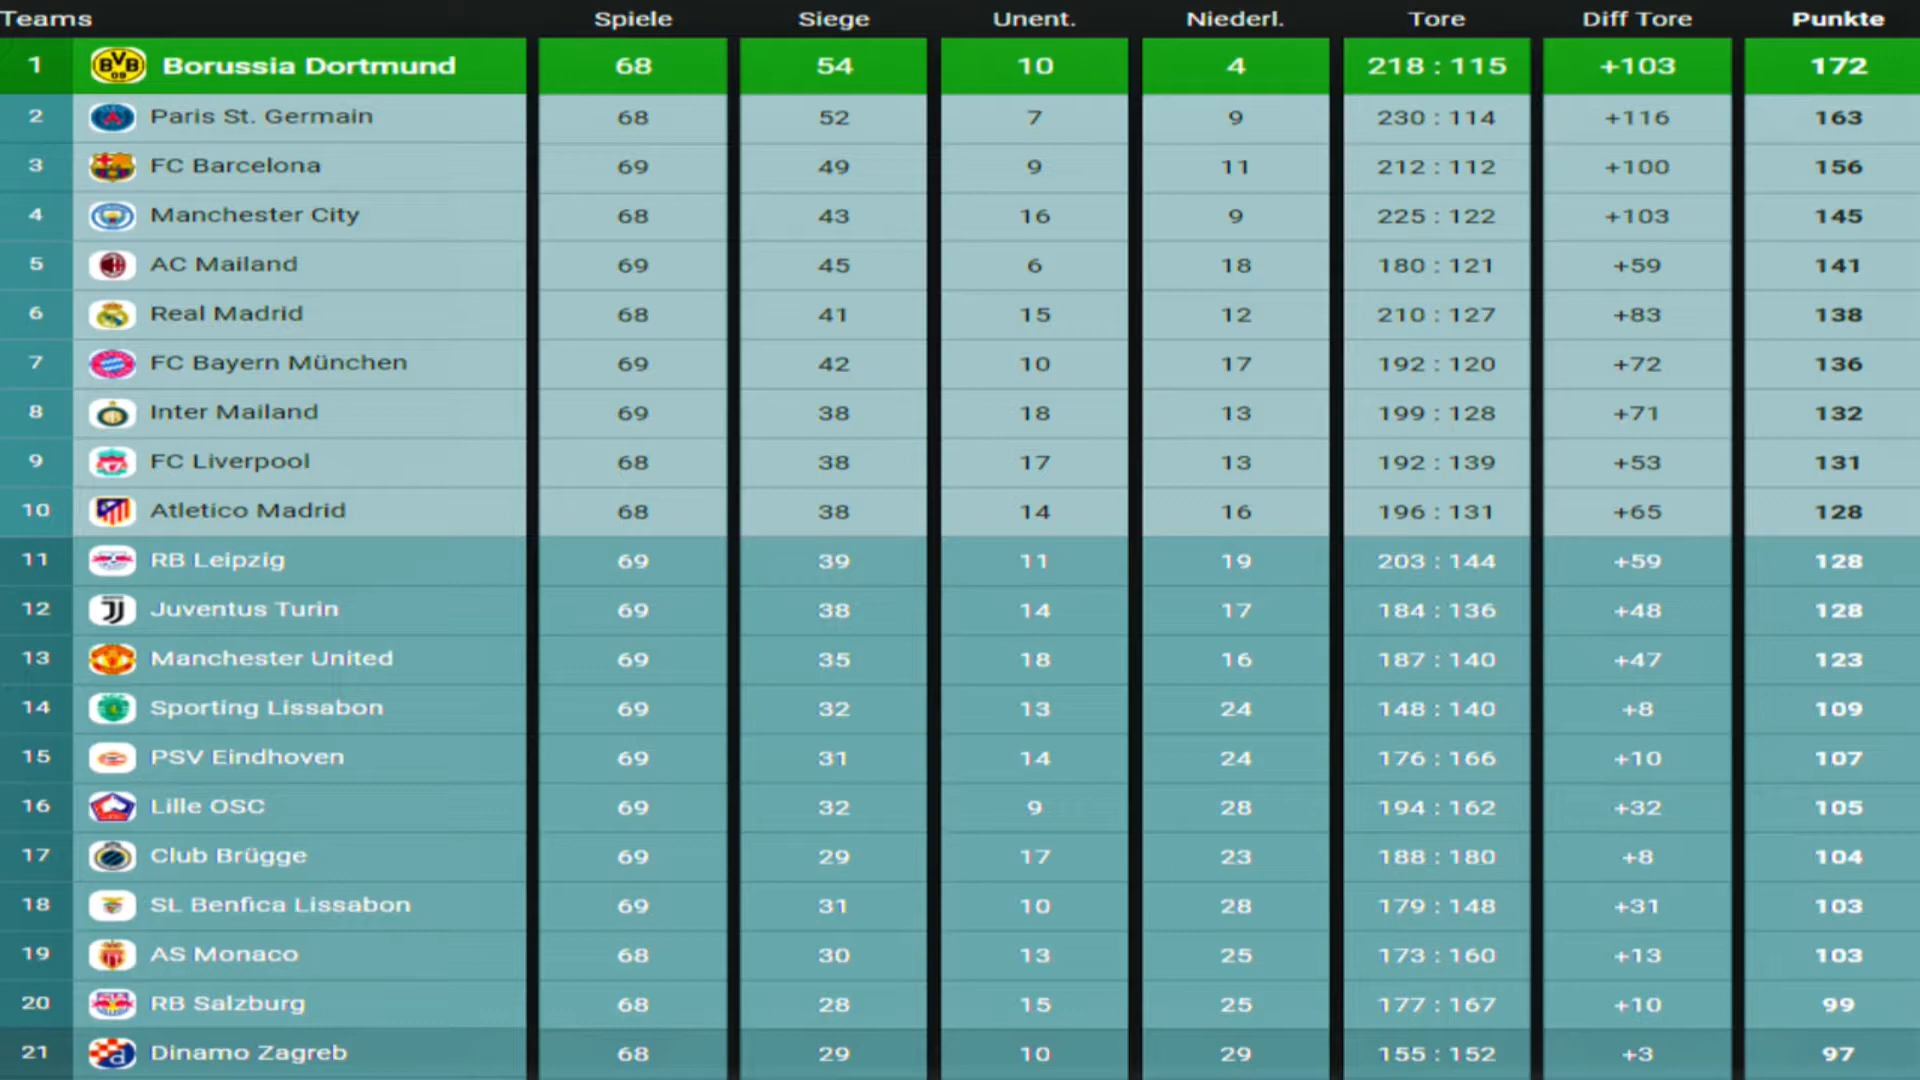 Teams Spiele Siege Unent. Niederl. Tore Diff Tore Punkte
1 BVB 09 Borussia Dortmund 68 54 10 4 218 : 115 +103 172
2 Paris St. Germain 68 52 7 9 230 : 114 +116 163
3 FC Barcelona 69 49 9 11 212 : 112 +100 156
4 Manchester City 68 43 16 9 225 : 122 +103 145
5 AC Mailand 69 45 6 18 180 : 121 +59 141
6 Real Madrid 68 41 15 12 210 : 127 +83 138
7 FC Bayern München 69 42 10 17 192 : 120 +72 136
8 Inter Mailand 69 38 18 13 199 : 128 +71 132
9 FC Liverpool 68 38 17 13 192 : 139 +53 131
10 Atletico Madrid 68 38 14 16 196 : 131 +65 128
11 RB Leipzig 69 39 11 19 203 : 144 +59 128
12 Juventus Turin 69 38 14 17 184 : 136 +48 128
13 Manchester United 69 35 18 16 187 : 140 +47 123
14 Sporting Lissabon 69 32 13 24 148 : 140 +8 109
15 PSV Eindhoven 69 31 14 24 176 : 166 +10 107
16 Lille OSC 69 32 9 28 194 : 162 +32 105
17 Club Brügge 69 29 17 23 188 : 180 +8 104
18 SL Benfica Lissabon 69 31 10 28 179 : 148 +31 103
19 AS Monaco 68 30 13 25 173 : 160 +13 103
20 RB Salzburg 68 28 15 25 177 : 167 +10 99
21 Dinamo Zagreb 68 29 10 29 155 : 152 +3 97